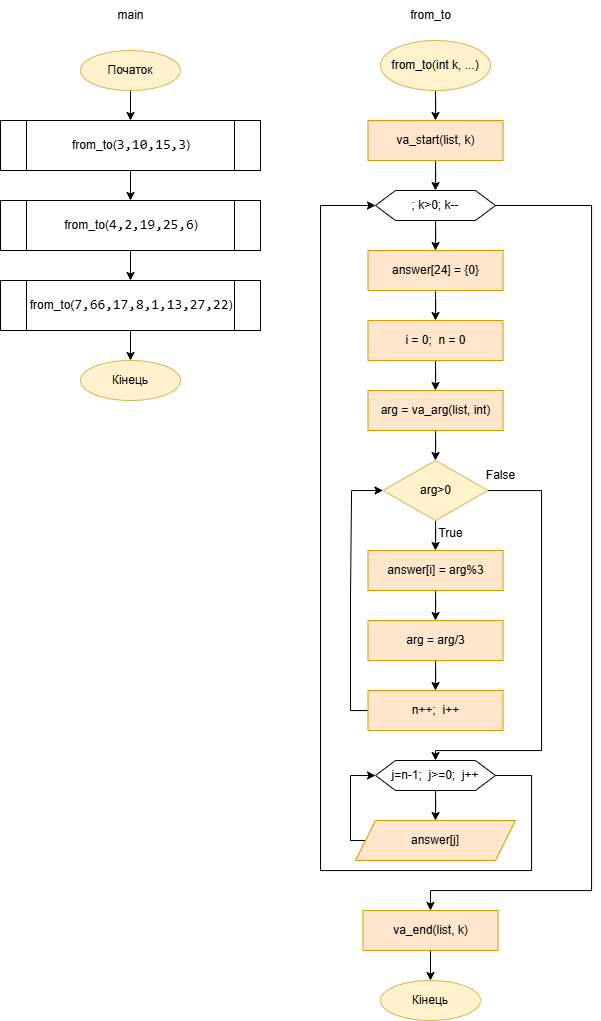 main
Початок
from_to(3,10,15,3)
from_to(4,2,19,25,6)
from_to(7,66,17,8,1,13,27,22)
Кінець
from_to
from_to(int k, ...)
va_start(list, k)
; k>0; k--
answer[24] = {0}
i = 0;  n = 0
arg = va_arg(list, int)
arg>0
False
True
answer[i] = arg%3
arg = arg/3
n++;  i++
j=n-1;  j>=0;  j++
answer[j]
va_end(list, k)
Кінець